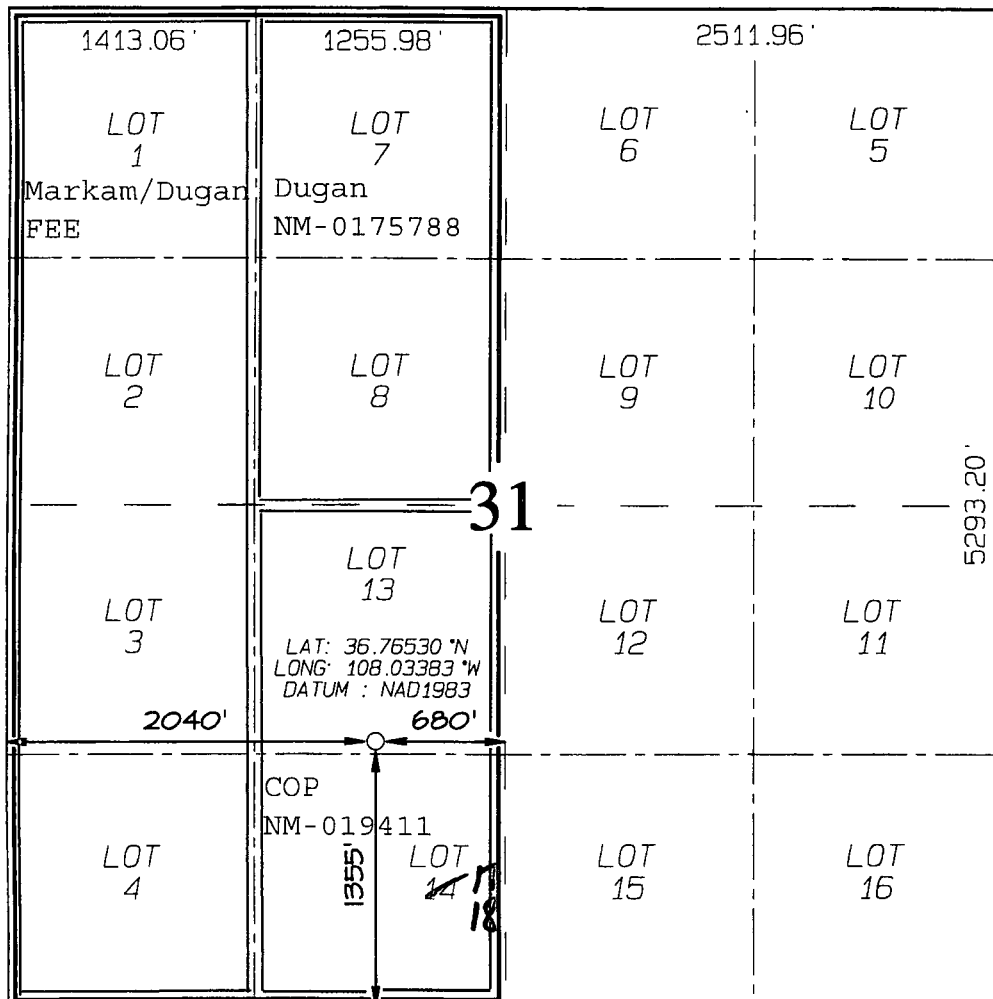 1413.06' 1255.98' 2511.96'
LOT 1
LOT 7
LOT 6
LOT 5
Markam/Dugan
FEE
Dugan
NM-0175788
LOT 2
LOT 8
LOT 9
LOT 10
31
5293.20'
LOT 3
LOT 13
LOT 12
LOT 11
LAT: 36.76530 °N
LONG: 108.03383 °W
DATUM : NAD1983
2040' 680'
COP
NM-019411
1355'
LOT 4
LOT 14
18
LOT 15
LOT 16